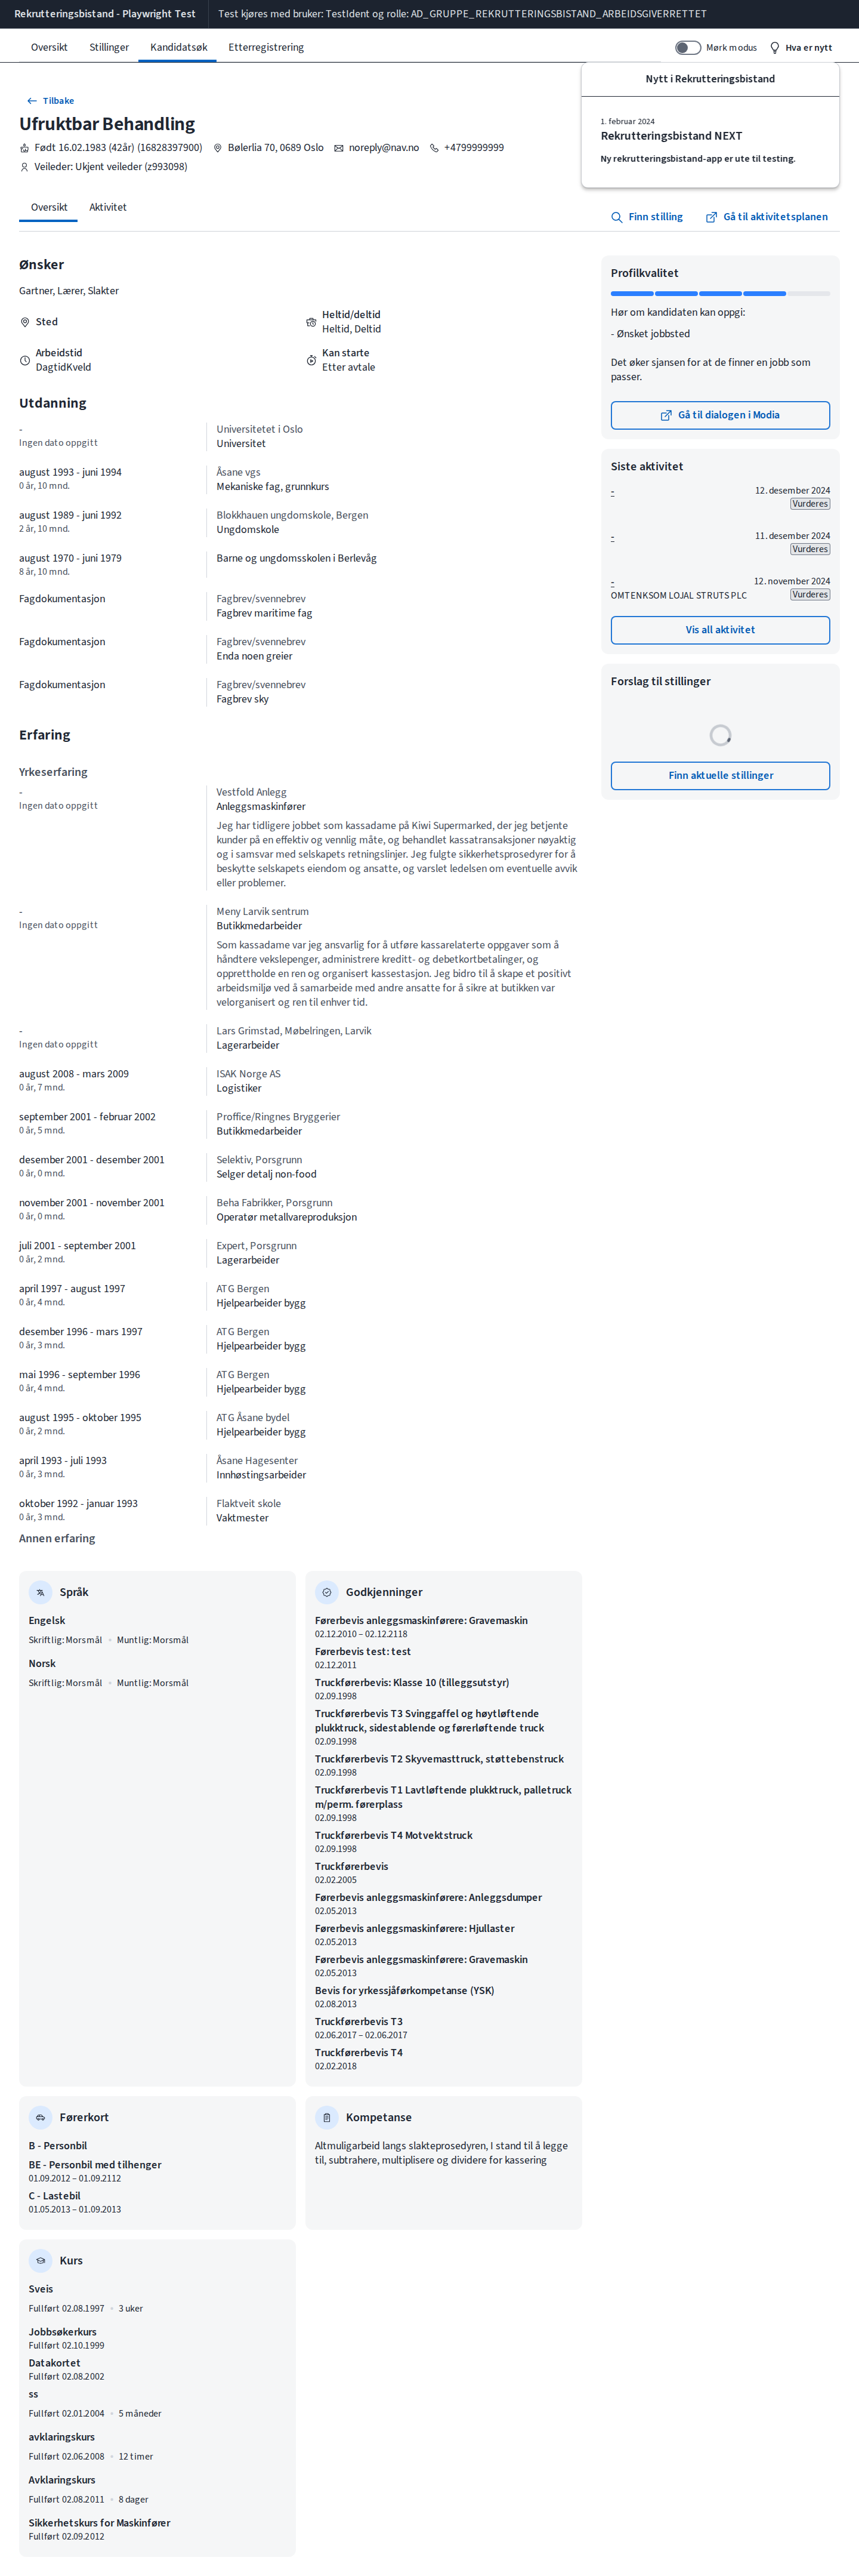 Rekrutteringsbistand - Playwright Test
Test kjøres med bruker: TestIdent og rolle: AD_GRUPPE_REKRUTTERINGSBISTAND_ARBEIDSGIVERRETTET
Oversikt
Stillinger
Kandidatsøk
Etterregistrering
Mørk modus
Hva er nytt
Nytt i Rekrutteringsbistand
1. februar 2024
Rekrutteringsbistand NEXT
Ny rekrutteringsbistand-app er ute til testing.
Tilbake
Ufruktbar Behandling
Født 16.02.1983 (42år) (16828397900)
Bølerlia 70, 0689 Oslo
noreply@nav.no
+4799999999
Veileder: Ukjent veileder (z993098)
Oversikt
Aktivitet
Finn stilling
Gå til aktivitetsplanen
Ønsker
Gartner, Lærer, Slakter
Sted
Heltid/deltid
Heltid, Deltid
Arbeidstid
DagtidKveld
Kan starte
Etter avtale
Utdanning
-
Ingen dato oppgitt
Universitetet i Oslo
Universitet
august 1993 - juni 1994
0 år, 10 mnd.
Åsane vgs
Mekaniske fag, grunnkurs
august 1989 - juni 1992
2 år, 10 mnd.
Blokkhauen ungdomskole, Bergen
Ungdomskole
august 1970 - juni 1979
8 år, 10 mnd.
Barne og ungdomsskolen i Berlevåg
Fagdokumentasjon
Fagbrev/svennebrev
Fagbrev maritime fag
Fagdokumentasjon
Fagbrev/svennebrev
Enda noen greier
Fagdokumentasjon
Fagbrev/svennebrev
Fagbrev sky
Erfaring
Yrkeserfaring
-
Ingen dato oppgitt
Vestfold Anlegg
Anleggsmaskinfører
Jeg har tidligere jobbet som kassadame på Kiwi Supermarked, der jeg betjente
kunder på en effektiv og vennlig måte, og behandlet kassatransaksjoner nøyaktig
og i samsvar med selskapets retningslinjer. Jeg fulgte sikkerhetsprosedyrer for å
beskytte selskapets eiendom og ansatte, og varslet ledelsen om eventuelle avvik
eller problemer.
-
Ingen dato oppgitt
Meny Larvik sentrum
Butikkmedarbeider
Som kassadame var jeg ansvarlig for å utføre kassarelaterte oppgaver som å
håndtere vekslepenger, administrere kreditt- og debetkortbetalinger, og
opprettholde en ren og organisert kassestasjon. Jeg bidro til å skape et positivt
arbeidsmiljø ved å samarbeide med andre ansatte for å sikre at butikken var
velorganisert og ren til enhver tid.
-
Ingen dato oppgitt
Lars Grimstad, Møbelringen, Larvik
Lagerarbeider
august 2008 - mars 2009
0 år, 7 mnd.
ISAK Norge AS
Logistiker
september 2001 - februar 2002
0 år, 5 mnd.
Proffice/Ringnes Bryggerier
Butikkmedarbeider
desember 2001 - desember 2001
0 år, 0 mnd.
Selektiv, Porsgrunn
Selger detalj non-food
november 2001 - november 2001
0 år, 0 mnd.
Beha Fabrikker, Porsgrunn
Operatør metallvareproduksjon
juli 2001 - september 2001
0 år, 2 mnd.
Expert, Porsgrunn
Lagerarbeider
april 1997 - august 1997
0 år, 4 mnd.
ATG Bergen
Hjelpearbeider bygg
desember 1996 - mars 1997
0 år, 3 mnd.
ATG Bergen
Hjelpearbeider bygg
mai 1996 - september 1996
0 år, 4 mnd.
ATG Bergen
Hjelpearbeider bygg
august 1995 - oktober 1995
0 år, 2 mnd.
ATG Åsane bydel
Hjelpearbeider bygg
april 1993 - juli 1993
0 år, 3 mnd.
Åsane Hagesenter
Innhøstingsarbeider
oktober 1992 - januar 1993
0 år, 3 mnd.
Flaktveit skole
Vaktmester
Annen erfaring
Språk
Engelsk
Skriftlig: Morsmål
Muntlig: Morsmål
Norsk
Skriftlig: Morsmål
Muntlig: Morsmål
Godkjenninger
Førerbevis anleggsmaskinførere: Gravemaskin
02.12.2010 – 02.12.2118
Førerbevis test: test
02.12.2011
Truckførerbevis: Klasse 10 (tilleggsutstyr)
02.09.1998
Truckførerbevis T3 Svinggaffel og høytløftende
plukktruck, sidestablende og førerløftende truck
02.09.1998
Truckførerbevis T2 Skyvemasttruck, støttebenstruck
02.09.1998
Truckførerbevis T1 Lavtløftende plukktruck, palletruck
m/perm. førerplass
02.09.1998
Truckførerbevis T4 Motvektstruck
02.09.1998
Truckførerbevis
02.02.2005
Førerbevis anleggsmaskinførere: Anleggsdumper
02.05.2013
Førerbevis anleggsmaskinførere: Hjullaster
02.05.2013
Førerbevis anleggsmaskinførere: Gravemaskin
02.05.2013
Bevis for yrkessjåførkompetanse (YSK)
02.08.2013
Truckførerbevis T3
02.06.2017 – 02.06.2017
Truckførerbevis T4
02.02.2018
Førerkort
B - Personbil
BE - Personbil med tilhenger
01.09.2012 – 01.09.2112
C - Lastebil
01.05.2013 – 01.09.2013
Kompetanse
Altmuligarbeid langs slakteprosedyren, I stand til å legge
til, subtrahere, multiplisere og dividere for kassering
Kurs
Sveis
Fullført 02.08.1997
3 uker
Jobbsøkerkurs
Fullført 02.10.1999
Datakortet
Fullført 02.08.2002
ss
Fullført 02.01.2004
5 måneder
avklaringskurs
Fullført 02.06.2008
12 timer
Avklaringskurs
Fullført 02.08.2011
8 dager
Sikkerhetskurs for Maskinfører
Fullført 02.09.2012
Profilkvalitet
Hør om kandidaten kan oppgi:
- Ønsket jobbsted
Det øker sjansen for at de finner en jobb som
passer.
Gå til dialogen i Modia
Siste aktivitet
-
12. desember 2024
Vurderes
-
11. desember 2024
Vurderes
-
12. november 2024
OMTENKSOM LOJAL STRUTS PLC
Vurderes
Vis all aktivitet
Forslag til stillinger
Finn aktuelle stillinger